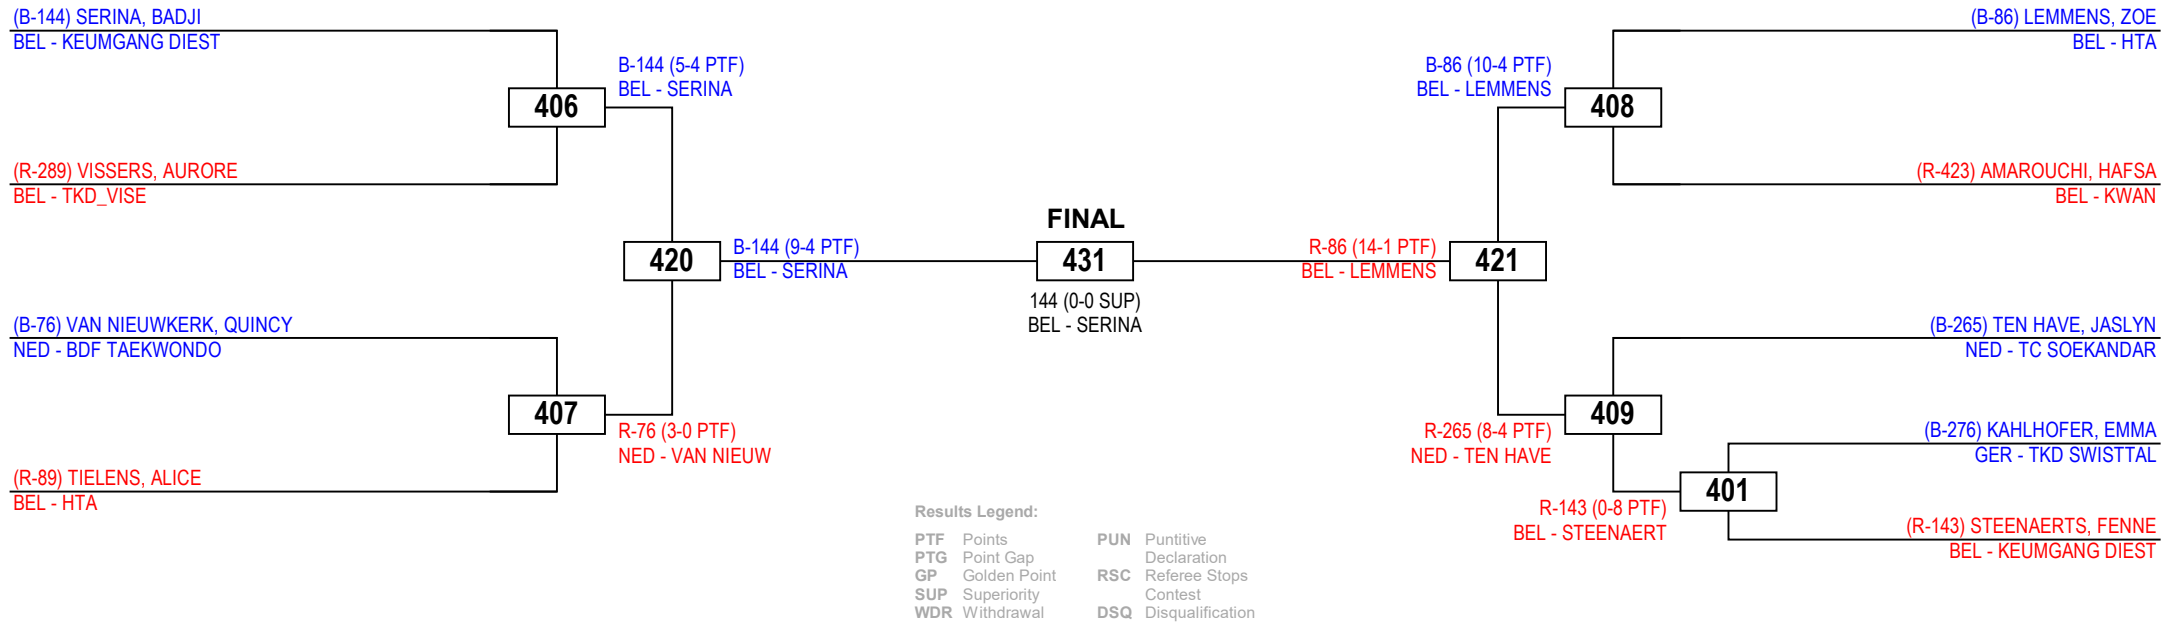 (B-144) SERINA, BADJI
BEL - KEUMGANG DIEST
406
B-144 (5-4 PTF)
BEL - SERINA
(R-289) VISSERS, AURORE
BEL - TKD_VISE
420
B-144 (9-4 PTF)
BEL - SERINA
(B-76) VAN NIEUWKERK, QUINCY
NED - BDF TAEKWONDO
407
R-76 (3-0 PTF)
NED - VAN NIEUW
(R-89) TIELENS, ALICE
BEL - HTA
FINAL
431
144 (0-0 SUP)
BEL - SERINA
(B-86) LEMMENS, ZOE
BEL - HTA
B-86 (10-4 PTF)
BEL - LEMMENS
408
(R-423) AMAROUCHI, HAFSA
BEL - KWAN
R-86 (14-1 PTF)
BEL - LEMMENS
421
(B-265) TEN HAVE, JASLYN
NED - TC SOEKANDAR
409
R-265 (8-4 PTF)
NED - TEN HAVE
(B-276) KAHLHOFER, EMMA
GER - TKD SWISTTAL
401
R-143 (0-8 PTF)
BEL - STEENAERT
(R-143) STEENAERTS, FENNE
BEL - KEUMGANG DIEST
Results Legend:
PTF Points
PTG Point Gap
GP Golden Point
SUP Superiority
WDR Withdrawal
PUN Puntitive
Declaration
RSC Referee Stops
Contest
DSQ Disqualification